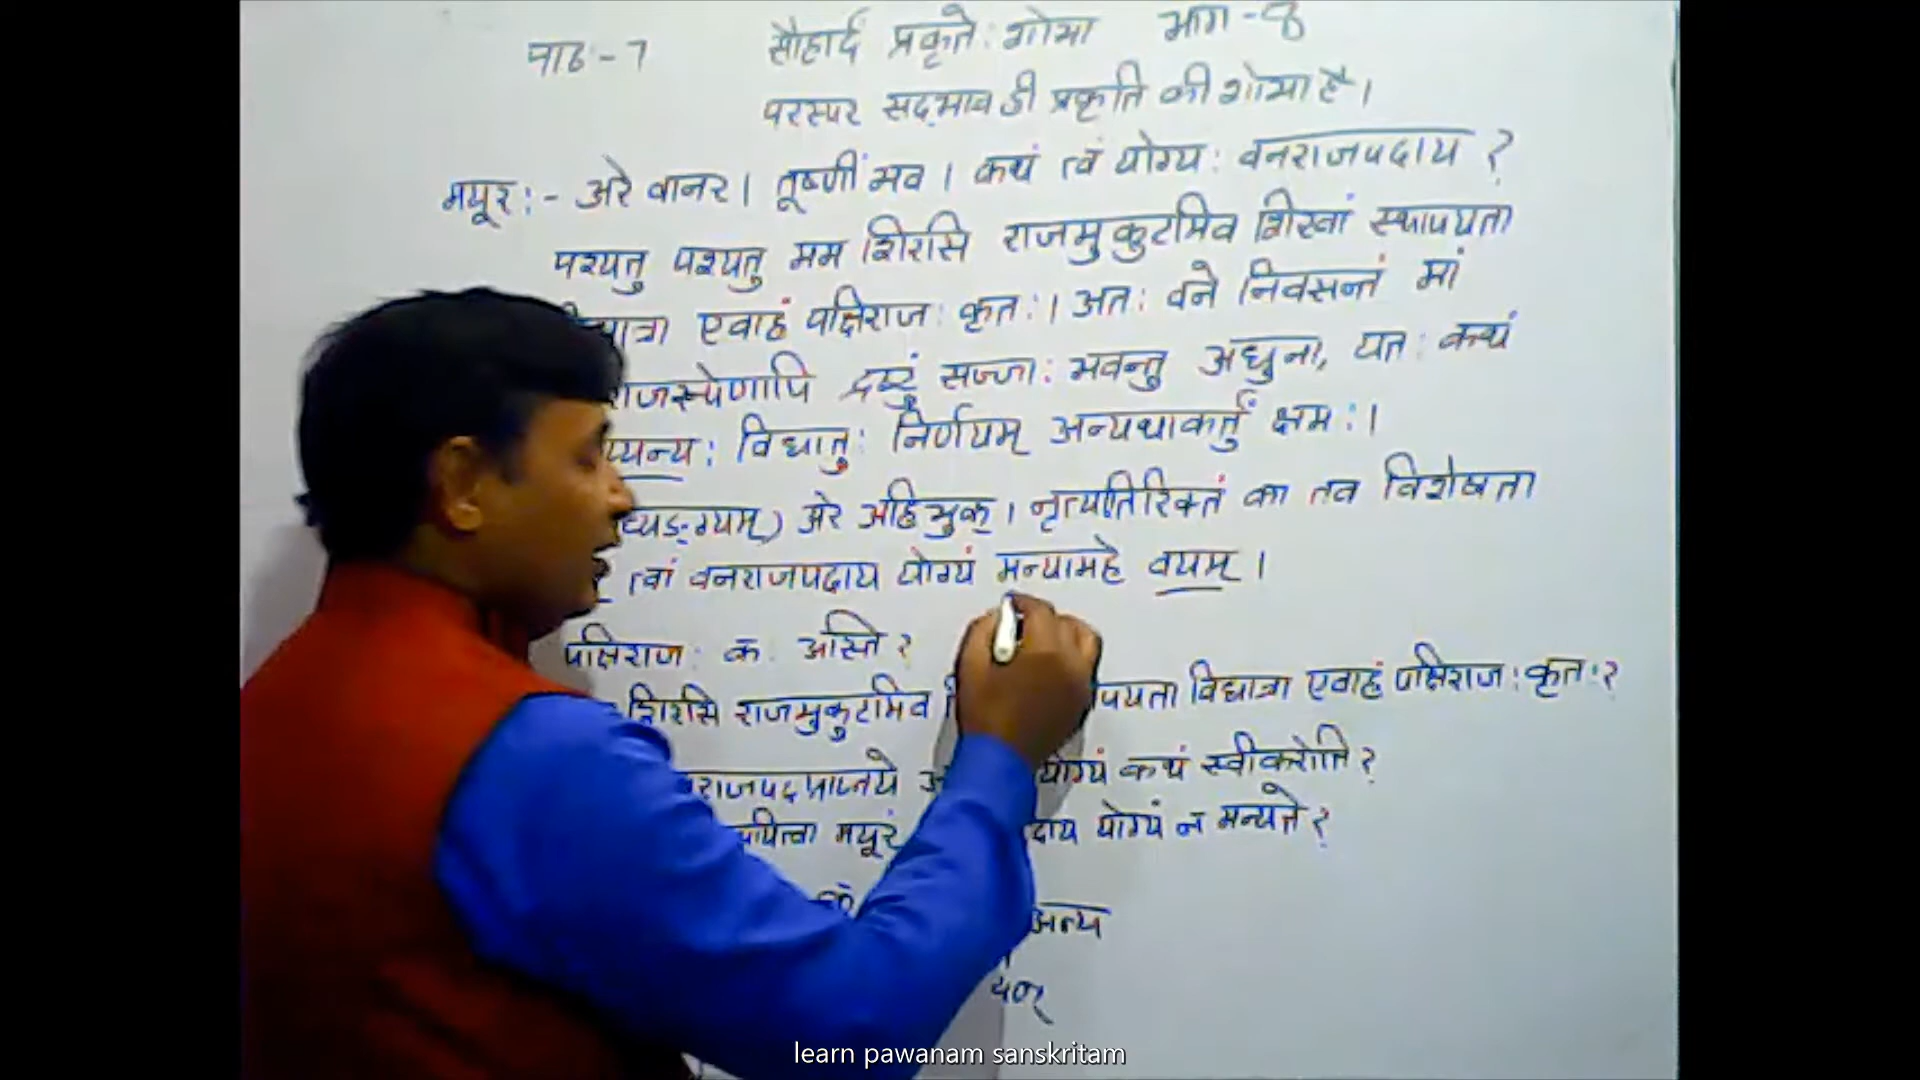 पाठः-7 सौहार्दं प्रकृतेः शोभा भाग-8
परस्पर सद्भाव ही प्रकृति की शोभा है।
मयूरः- अरे वानर। तूष्णीं भव। कथं त्वं योग्यः वनराजपदाय?
पश्यतु पश्यतु मम शिरसि राजमुकुटमिव शिखां स्थापयता
एवाहं पक्षिराजः कृतः। अतः वने निवसन्तं मां
द्रष्टुं सज्जाः भवन्तु अधुना, यतः कथं
विधातुः निर्णयम् अन्यथाकर्तुं क्षमः।
अरे अहिभुक्। नृत्यातिरिक्तं का तव विशेषता
त्वां वनराजपदाय योग्यं मन्यामहे वयम्।
पक्षिराजः कः अस्ति?
शिरसि राजमुकुटमिव विधात्रा एवाहं पक्षिराजः कृतः?
योग्यं कथं स्वीकरोति?
मयूरं योग्यं न मन्यते?
अन्य
learn pawanam sanskritam